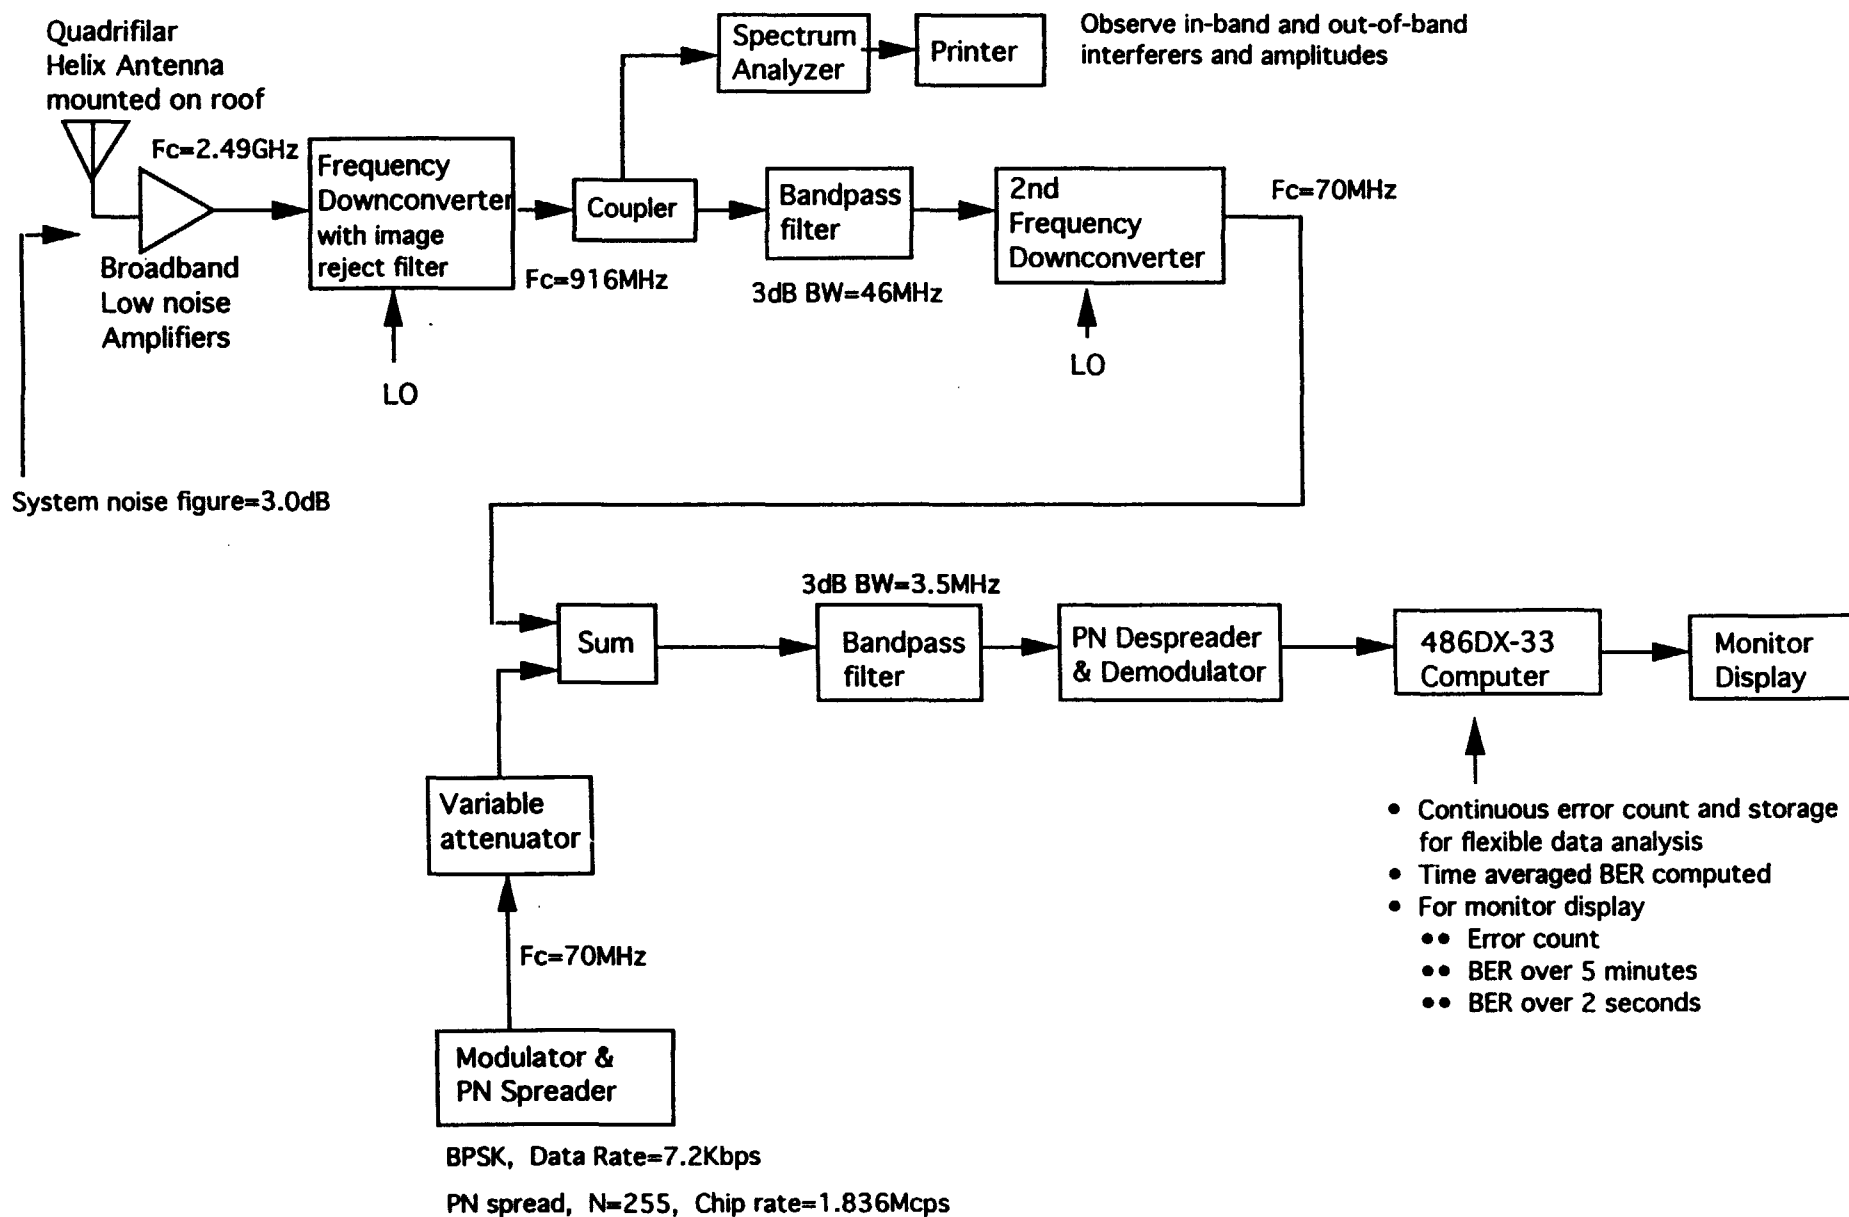 Quadrifilar
Helix Antenna
mounted on roof
Fc=2.49GHz
Broadband
Low noise
Amplifiers
System noise figure=3.0dB
Frequency
Downconverter
with image
reject filter
LO
Fc=916MHz
Coupler
Spectrum
Analyzer
Printer
Observe in-band and out-of-band
interferers and amplitudes
Bandpass
filter
3dB BW=46MHz
2nd
Frequency
Downconverter
LO
Fc=70MHz
Sum
3dB BW=3.5MHz
Bandpass
filter
PN Despreader
& Demodulator
486DX-33
Computer
Monitor
Display
Variable
attenuator
Fc=70MHz
Modulator &
PN Spreader
BPSK, Data Rate=7.2Kbps
PN spread, N=255, Chip rate=1.836Mcps
• Continuous error count and storage
for flexible data analysis
• Time averaged BER computed
• For monitor display
•• Error count
•• BER over 5 minutes
•• BER over 2 seconds